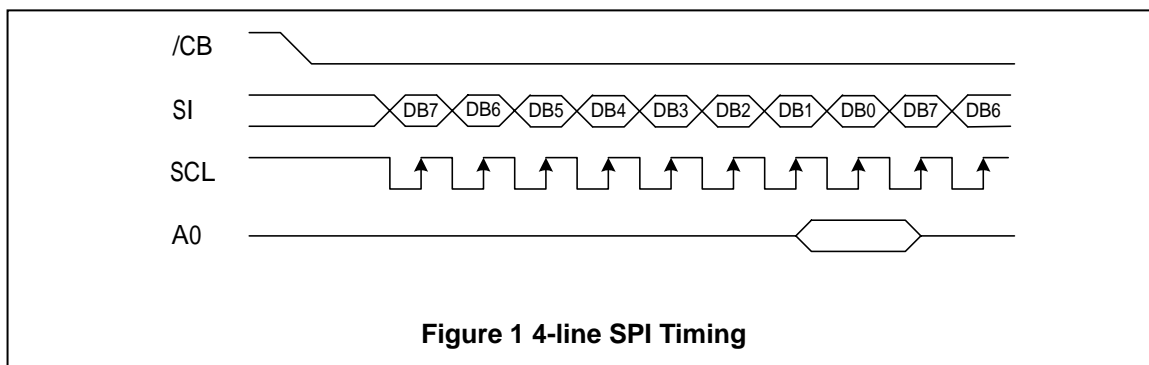 /CB
SI DB7 DB6 DB5 DB4 DB3 DB2 DB1 DB0 DB7 DB6
SCL
A0
Figure 1 4-line SPI Timing